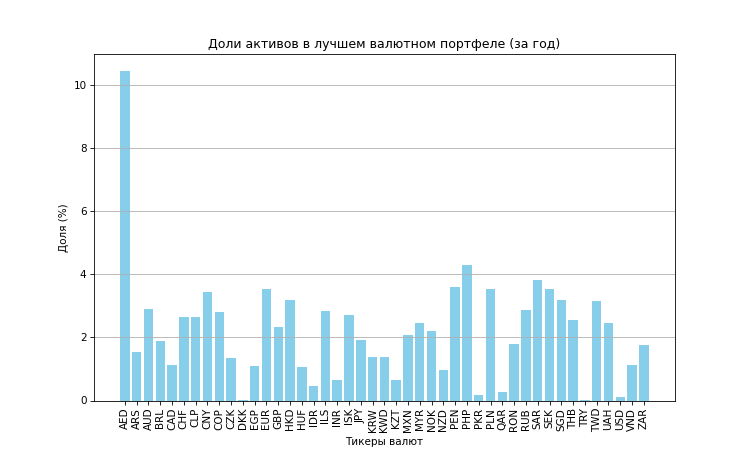 Доли активов в лучшем валютном портфеле (за год)
Доля (%)
10
8
6
4
2
0
AED ARS AUD BRL CAD CHF CLP CNY COP CZK DKK EGP EUR GBP HKD HUF IDR ILS INR ISK JPY KRW KWD KZT MXN MYR NOK NZD PEN PHP PKR PLN QAR RON RUB SAR SEK SGD THB TRY TWD UAH USD VND ZAR
Тикеры валют